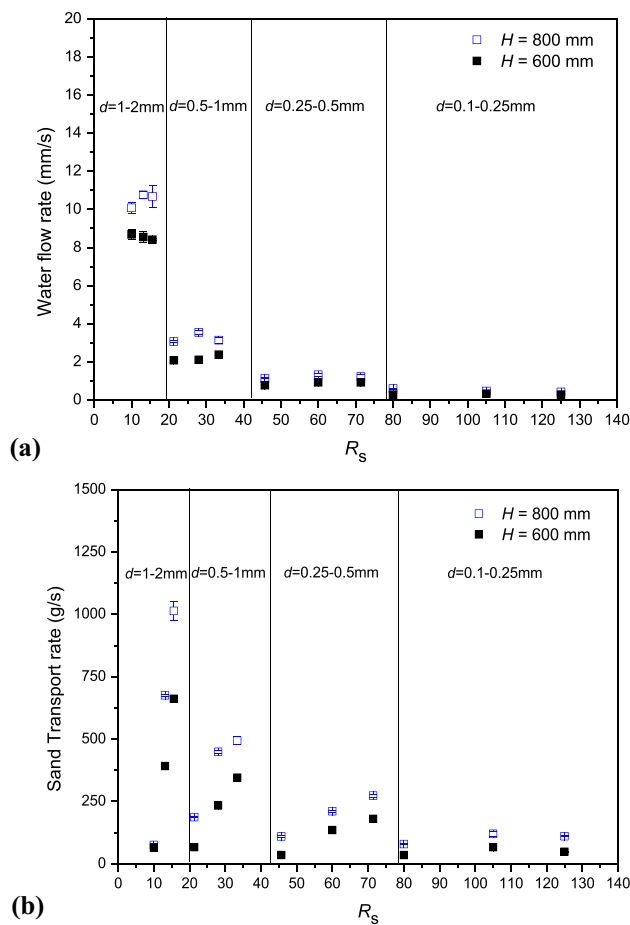 20
18
16
14
12
10
8
6
4
2
0
Water flow rate (mm/s)
H = 800 mm
H = 600 mm
d=1-2mm d=0.5-1mm d=0.25-0.5mm d=0.1-0.25mm
0 10 20 30 40 50 60 70 80 90 100 110 120 130 140
(a)
Rs
1500
1250
1000
750
500
250
0
Sand Transport rate (g/s)
H = 800 mm
H = 600 mm
d=1-2mm d=0.5-1mm d=0.25-0.5mm d=0.1-0.25mm
0 10 20 30 40 50 60 70 80 90 100 110 120 130 140
(b)
Rs